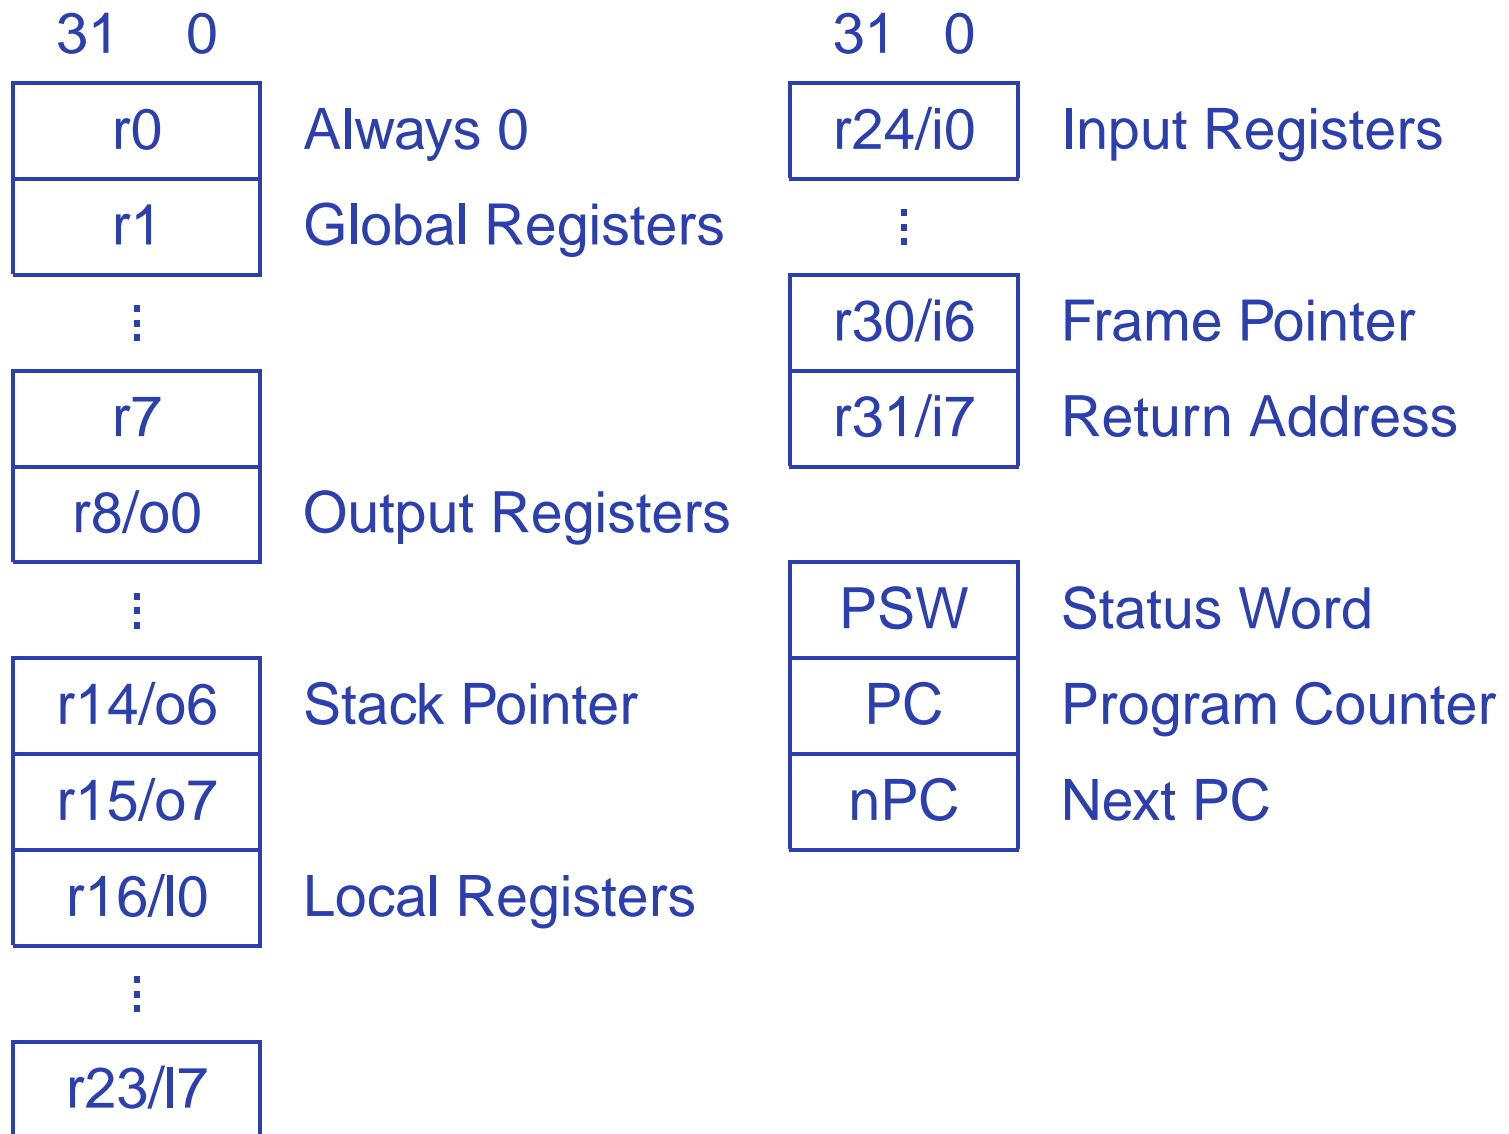 31 0
r0 Always 0
r1 Global Registers
⋮
r7
r8/o0 Output Registers
⋮
r14/o6 Stack Pointer
r15/o7
r16/l0 Local Registers
⋮
r23/l7
31 0
r24/i0 Input Registers
⋮
r30/i6 Frame Pointer
r31/i7 Return Address
PSW Status Word
PC Program Counter
nPC Next PC